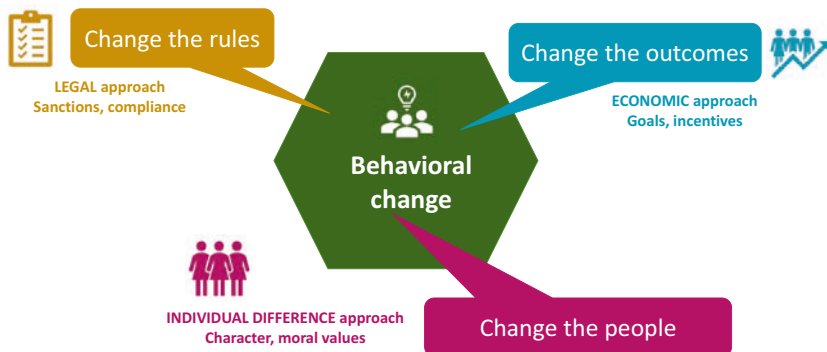 Change the rules
LEGAL approach
Sanctions, compliance
Change the outcomes
ECONOMIC approach
Goals, incentives
Behavioral
change
INDIVIDUAL DIFFERENCE approach
Character, moral values
Change the people